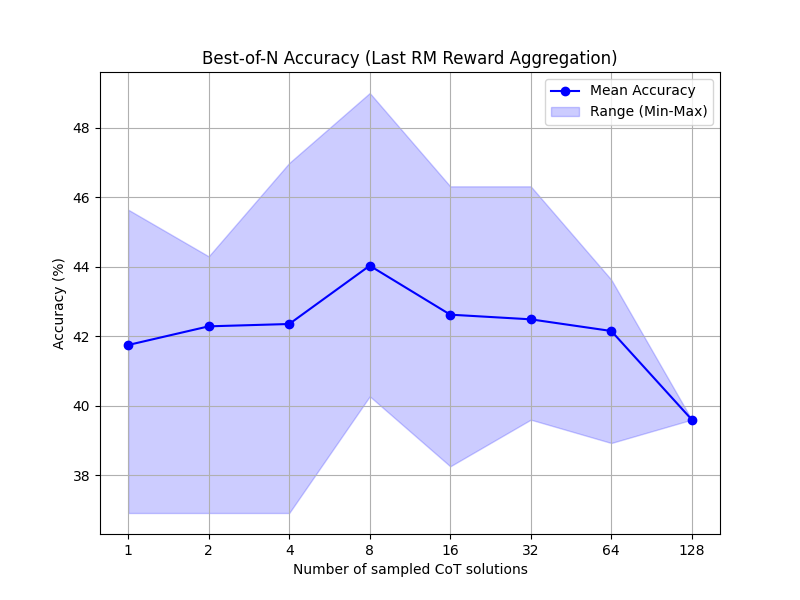 Best-of-N Accuracy (Last RM Reward Aggregation)
Mean Accuracy
Range (Min-Max)
Accuracy (%)
48
46
44
42
40
38
1 2 4 8 16 32 64 128
Number of sampled CoT solutions